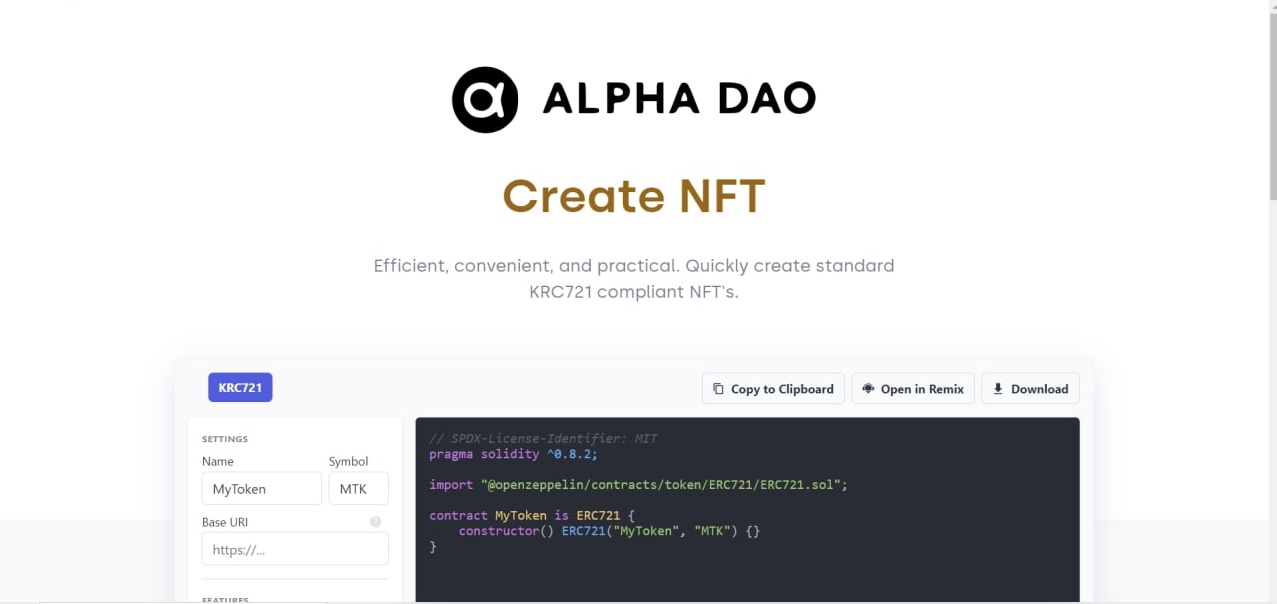 ALPHA DAO
Create NFT
Efficient, convenient, and practical. Quickly create standard
KRC721 compliant NFT's.
KRC721
Copy to Clipboard
Open in Remix
Download
SETTINGS
Name
Symbol
MyToken
MTK
Base URI
?
https://...
FEATURES
// SPDX-License-Identifier: MIT
pragma solidity ^0.8.2;
import "@openzeppelin/contracts/token/ERC721/ERC721.sol";
contract MyToken is ERC721 {
constructor() ERC721("MyToken", "MTK") {}
}